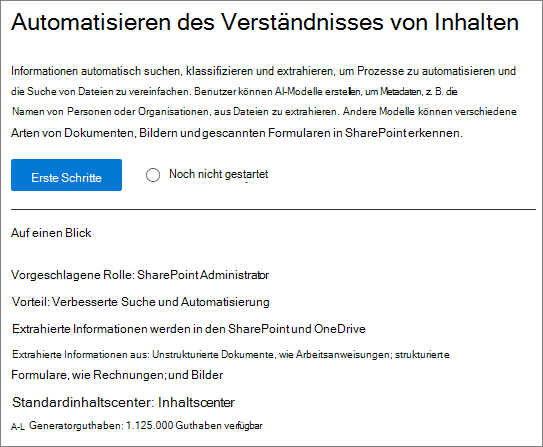 Automatisieren des Verständnisses von Inhalten
Informationen automatisch suchen, klassifizieren und extrahieren, um Prozesse zu automatisieren und
die Suche von Dateien zu vereinfachen. Benutzer können AI-Modelle erstellen, um Metadaten, z. B. die
Namen von Personen oder Organisationen, aus Dateien zu extrahieren. Andere Modelle können verschiedene
Arten von Dokumenten, Bildern und gescannten Formularen in SharePoint erkennen.
Erste Schritte
Noch nicht gestartet
Auf einen Blick
Vorgeschlagene Rolle: SharePoint Administrator
Vorteil: Verbesserte Suche und Automatisierung
Extrahierte Informationen werden in den SharePoint und OneDrive
Extrahierte Informationen aus: Unstrukturierte Dokumente, wie Arbeitsanweisungen; strukturierte
Formulare, wie Rechnungen; und Bilder
Standardinhaltscenter: Inhaltscenter
A-L Generatorguthaben: 1.125.000 Guthaben verfügbar